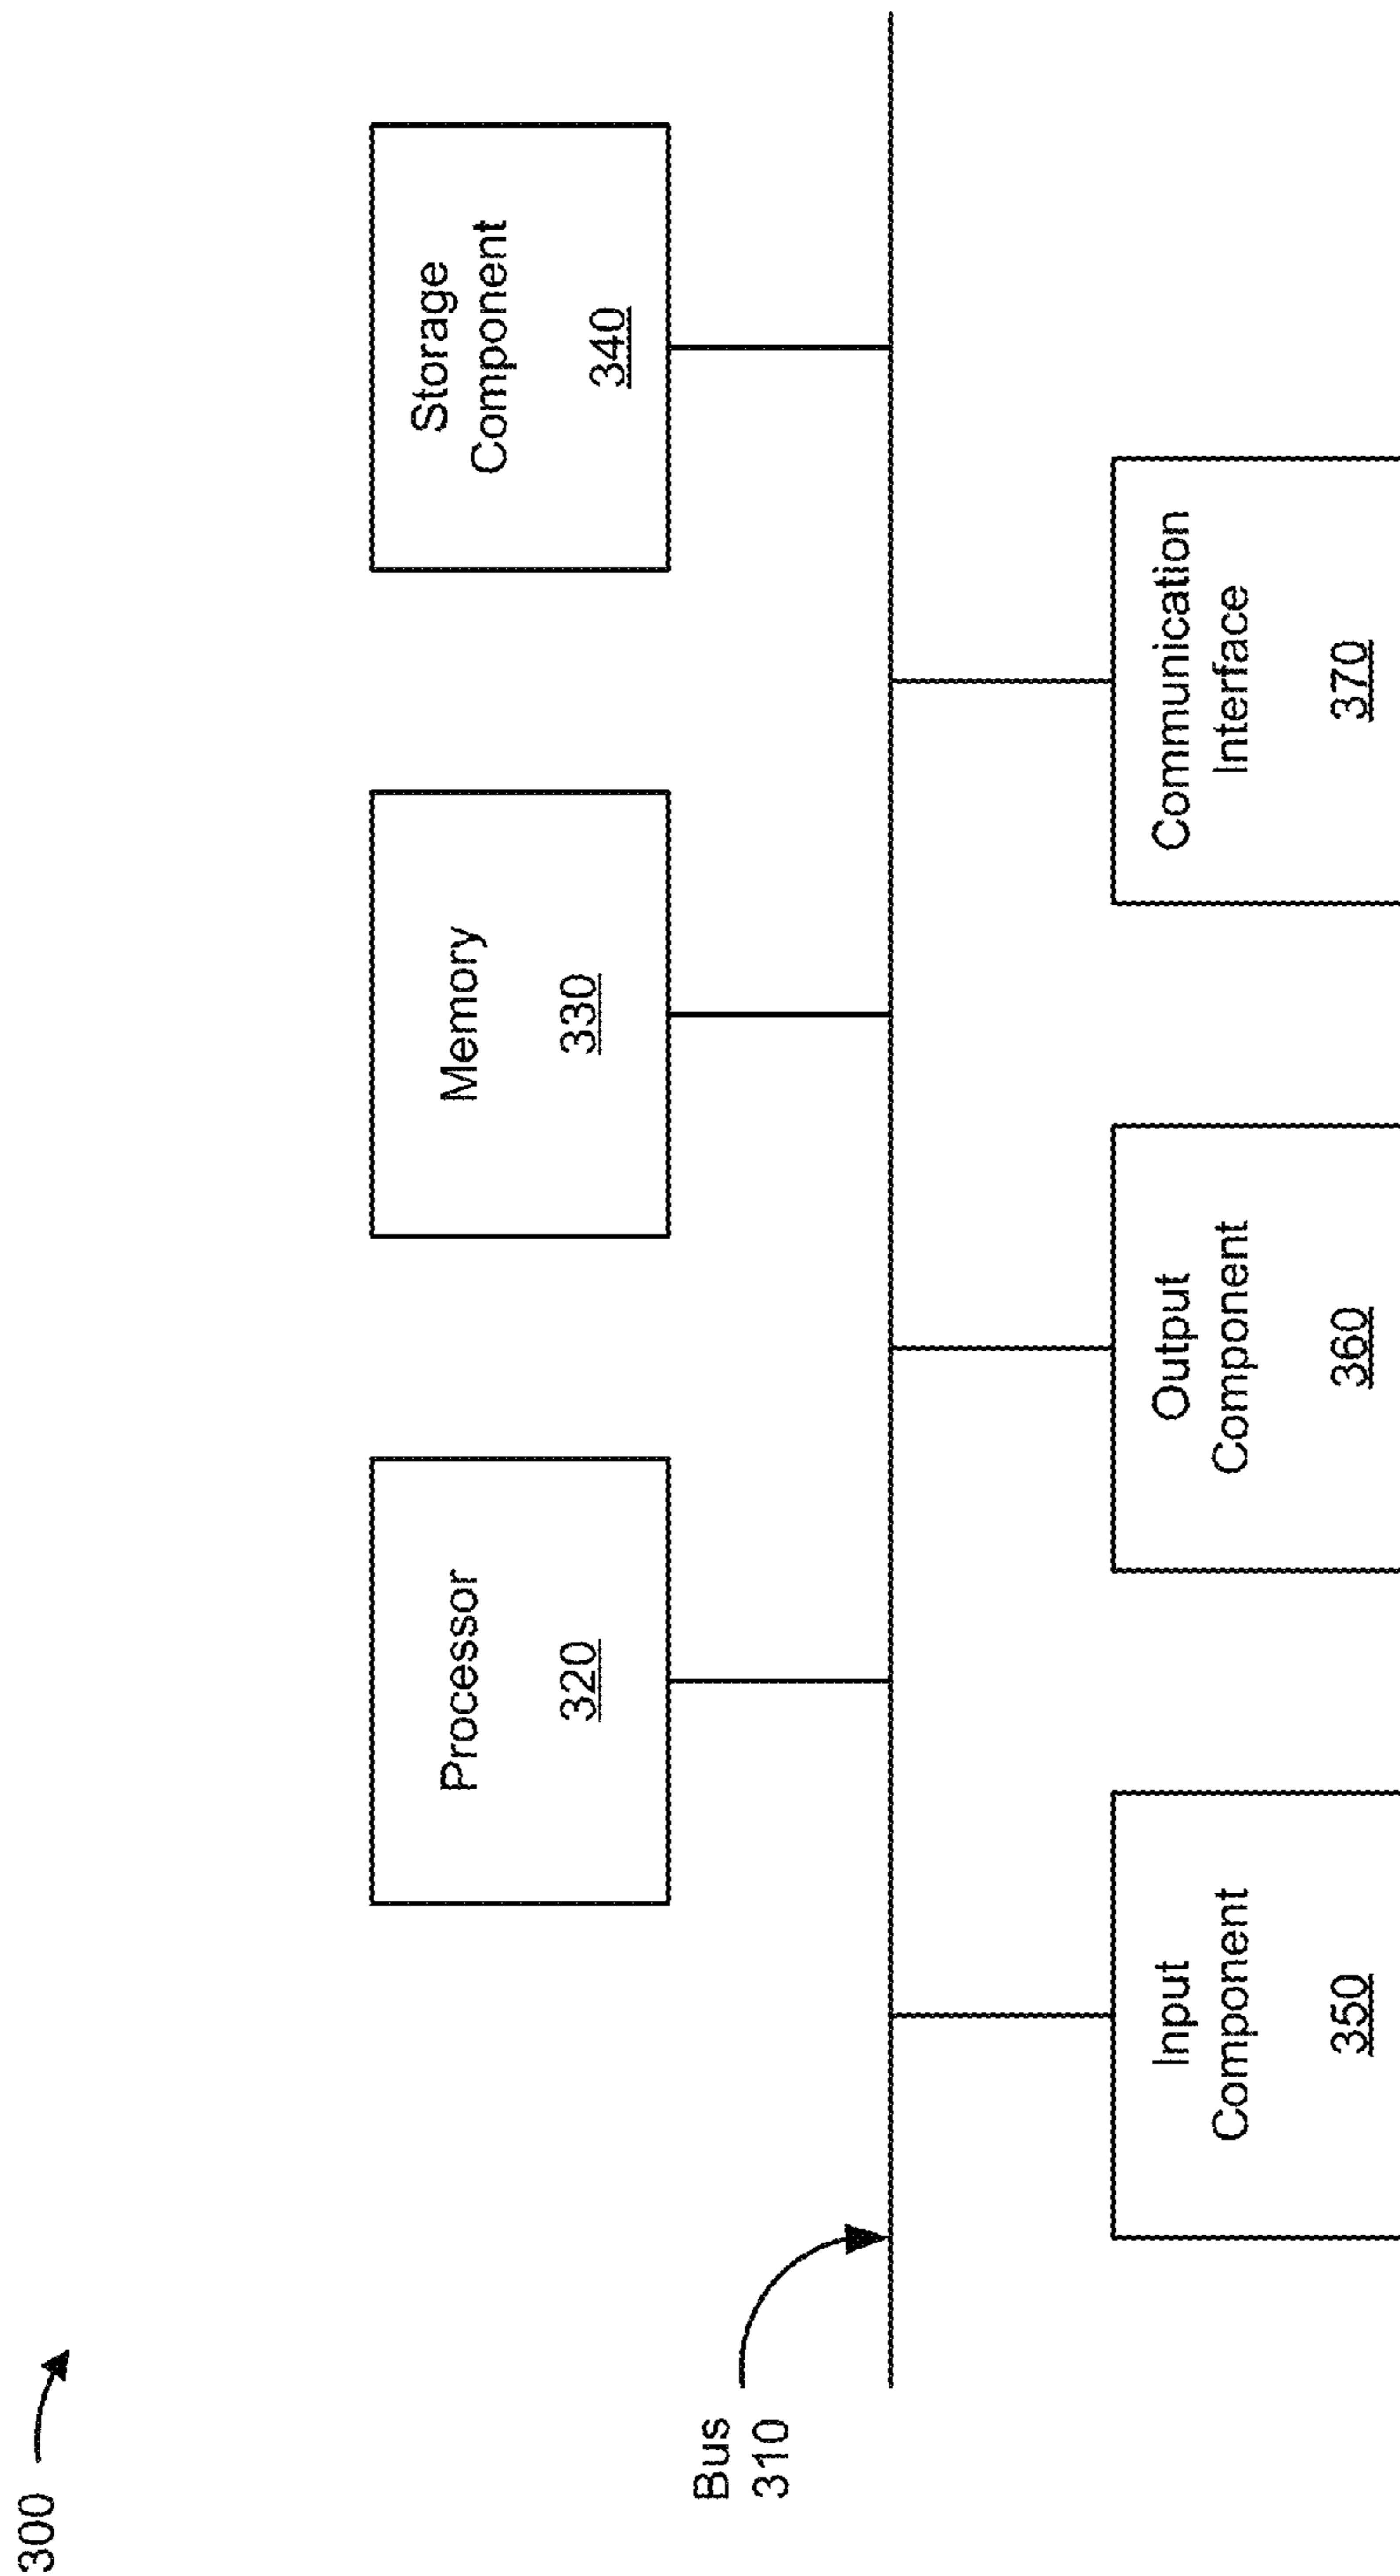 300
Processor
320
Memory
330
Storage
Component
340
Bus
310
Input
Component
350
Output
Component
360
Communication
Interface
370